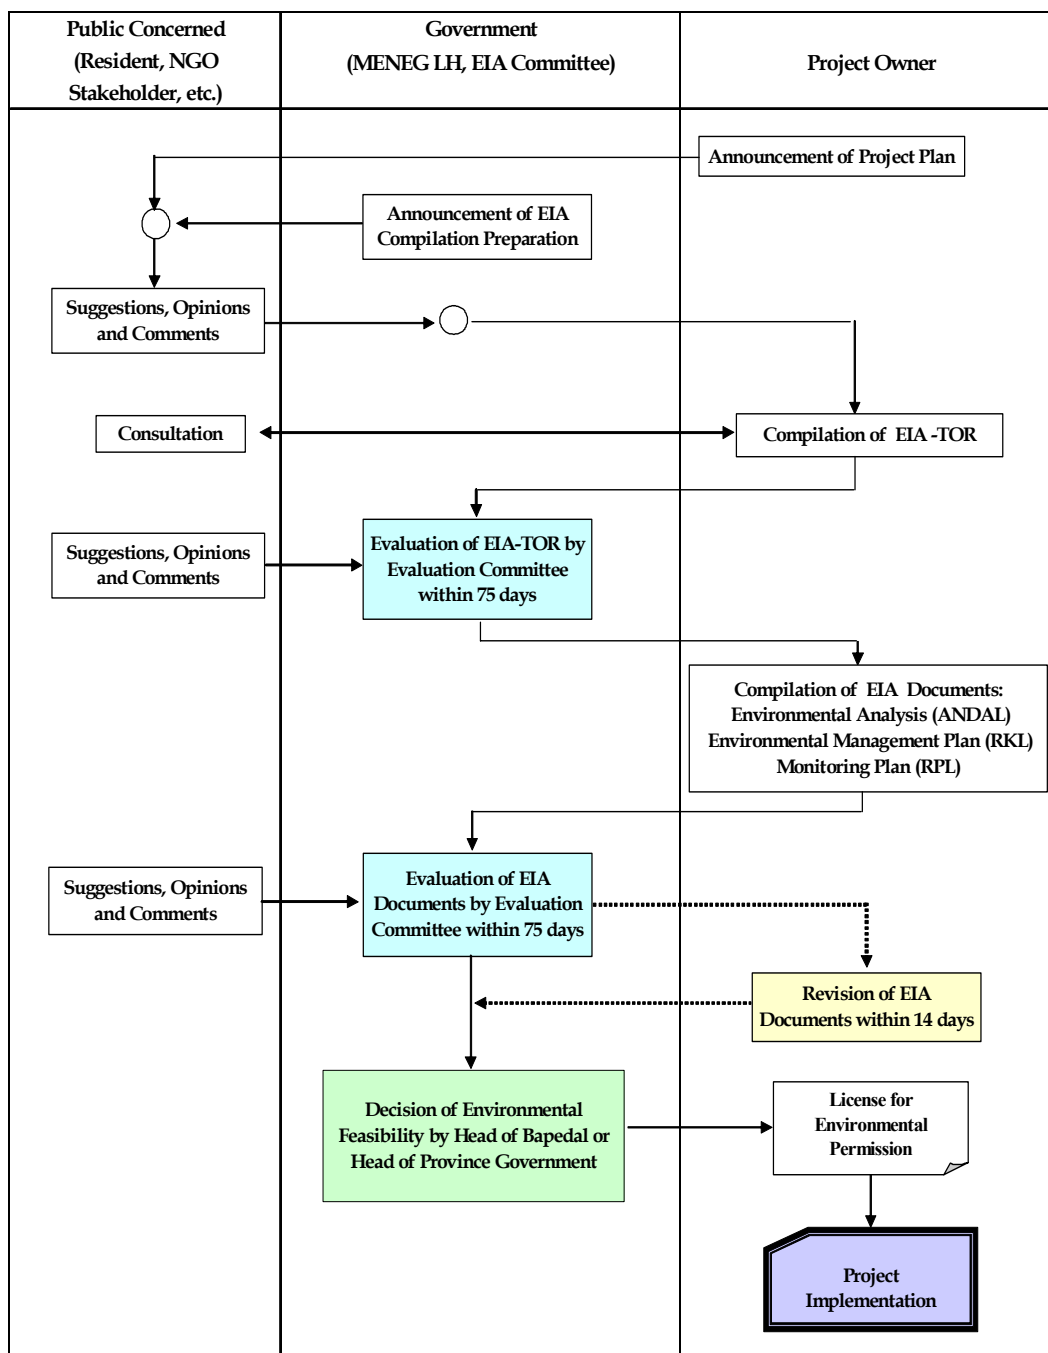 Public Concerned
(Resident, NGO
Stakeholder, etc.)
Government
(MENEG LH, EIA Committee)
Project Owner
Announcement of Project Plan
Announcement of EIA
Compilation Preparation
Suggestions, Opinions
and Comments
Consultation
Compilation of EIA -TOR
Suggestions, Opinions
and Comments
Evaluation of EIA-TOR by
Evaluation Committee
within 75 days
Compilation of EIA Documents:
Environmental Analysis (ANDAL)
Environmental Management Plan (RKL)
Monitoring Plan (RPL)
Suggestions, Opinions
and Comments
Evaluation of EIA
Documents by Evaluation
Committee within 75 days
Revision of EIA
Documents within 14 days
Decision of Environmental
Feasibility by Head of Bapedal or
Head of Province Government
License for
Environmental
Permission
Project
Implementation